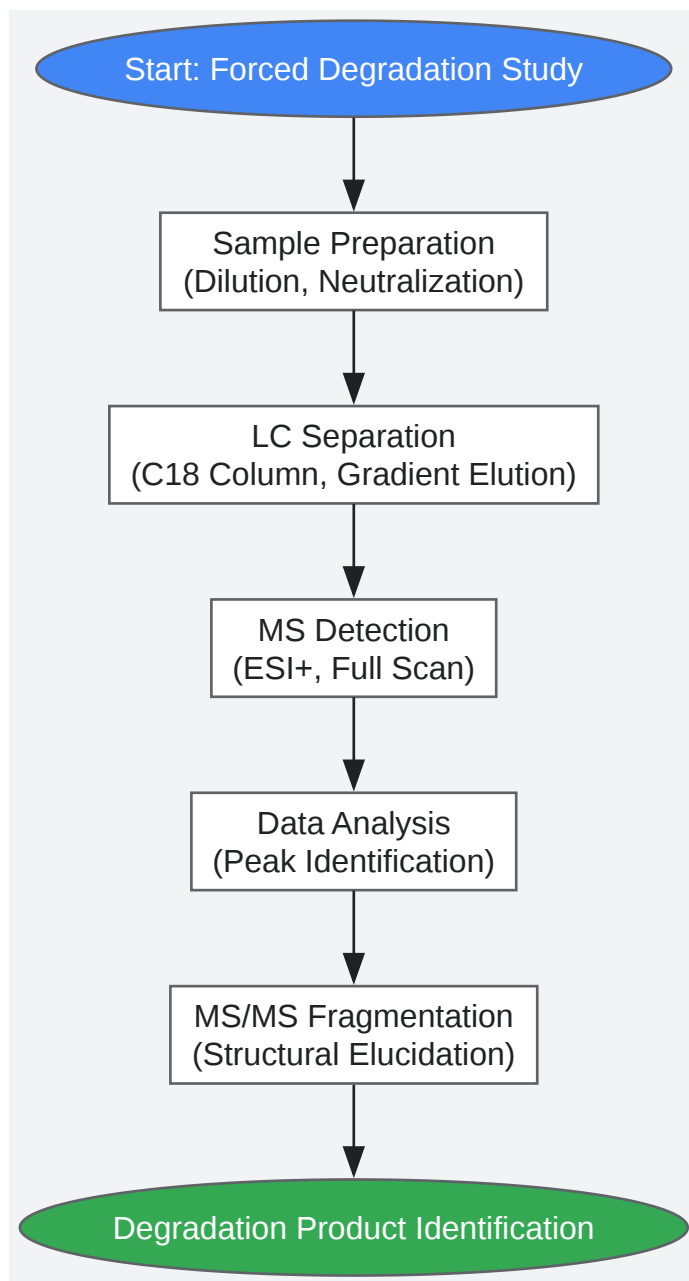 Start: Forced Degradation Study
Sample Preparation
(Dilution, Neutralization)
LC Separation
(C18 Column, Gradient Elution)
MS Detection
(ESI+, Full Scan)
Data Analysis
(Peak Identification)
MS/MS Fragmentation
(Structural Elucidation)
Degradation Product Identification